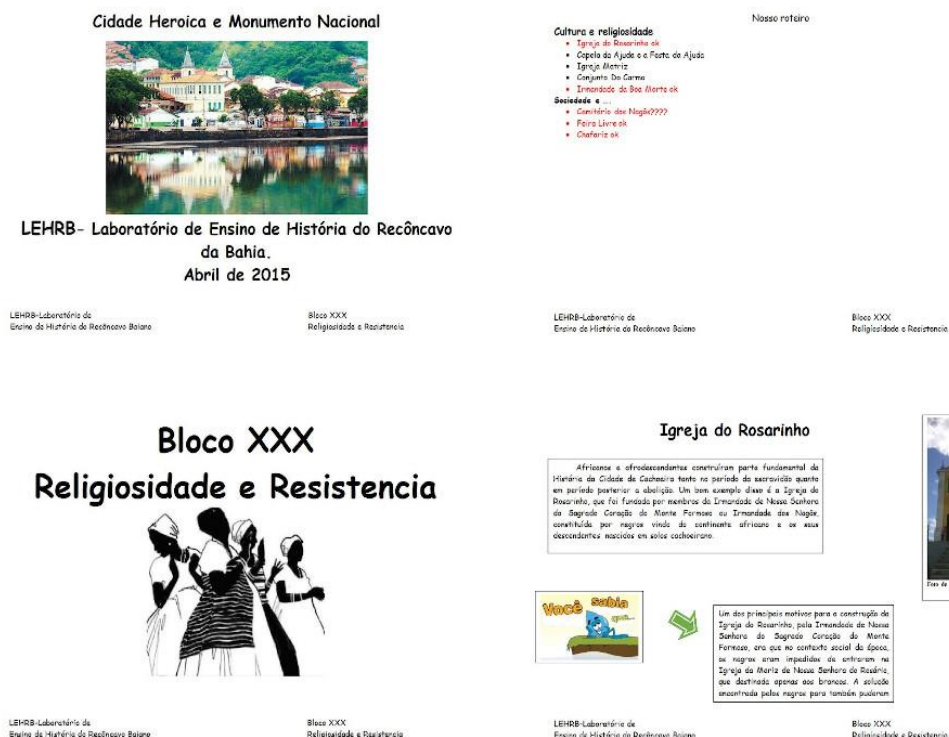 Cidade Heroica e Monumento Nacional
LEHRB- Laboratório de Ensino de História do Recôncavo
da Bahia.
Abril de 2015
LEHRB-Laboratório de
Ensino de História do Recôncavo Baiano
Bloco XXX
Religiosidade e Resistencia
Nosso roteiro
Cultura e religiosidade
Igreja do Rosarinho ok
Capela da Ajuda e a Festa da Ajuda
Igreja Matriz
Conjunto Do Carmo
Irmandade da Boa Morte ok
Sociedade e ...
Cemitério dos Nagôs????
Feira Livre ok
Chafariz ok
LEHRB-Laboratório de
Ensino de História do Recôncavo Baiano
Bloco XXX
Religiosidade e Resistencia
Bloco XXX
Religiosidade e Resistencia
LEHRB-Laboratório de
Ensino de História do Recôncavo Baiano
Bloco XXX
Religiosidade e Resistencia
Igreja do Rosarinho
Africanos e afrodescendentes construíram parte fundamental da
História da Cidade de Cachoeira tanto no período da escravidão quanto
em período posterior a abolição. Um bom exemplo disso é a Igreja do
Rosarinho, que foi fundada por membros da Irmandade de Nossa Senhora
do Sagrado Coração do Monte Formoso ou Irmandade dos Nagôs,
constituída por negros vindo do continente africano e os seus
descendentes nascidos em solos cachoeirano.
Foto de
Você sabia
que...
Um dos principais motivos para a construção da
Igreja do Rosarinho, pela Irmandade de Nossa
Senhora do Sagrado Coração do Monte
Formoso, era que no contexto social da época,
os negros eram impedidos de entrarem na
Igreja da Mariz de Nossa Senhora do Rosário,
que destinada apenas aos brancos. A solução
encontrada pelos negros para também puderam
LEHRB-Laboratório de
Ensino de História do Recôncavo Baiano
Bloco XXX
Religiosidade e Resistencia